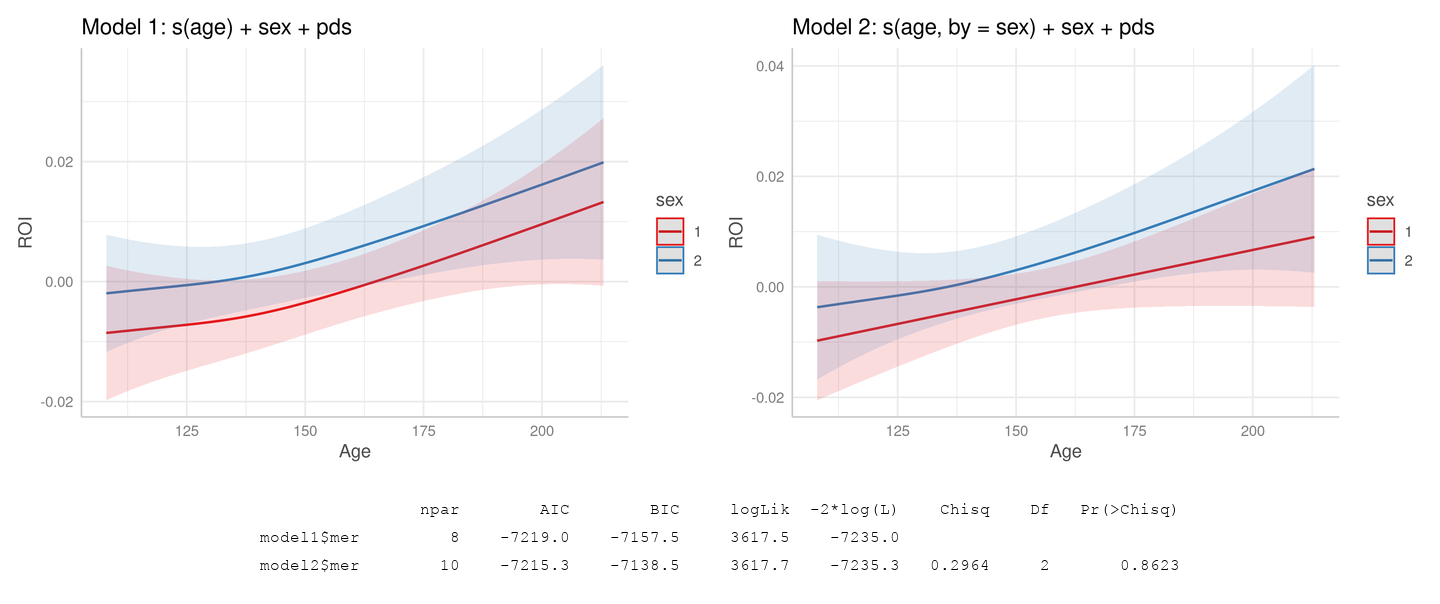 Model 1: s(age) + sex + pds
0.02
0.00
-0.02
ROI
125 150 175 200
Age
sex
1
2
Model 2: s(age, by = sex) + sex + pds
0.04
0.02
0.00
-0.02
ROI
125 150 175 200
Age
sex
1
2
npar AIC BIC logLik -2*log(L) Chisq Df Pr(>Chisq)
model1$mer 8 -7219.0 -7157.5 3617.5 -7235.0
model2$mer 10 -7215.3 -7138.5 3617.7 -7235.3 0.2964 2 0.8623